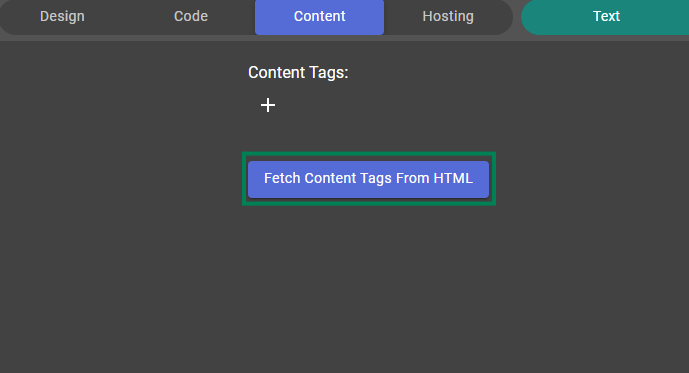 Design Code Content Hosting Text
Content Tags:
+
Fetch Content Tags From HTML